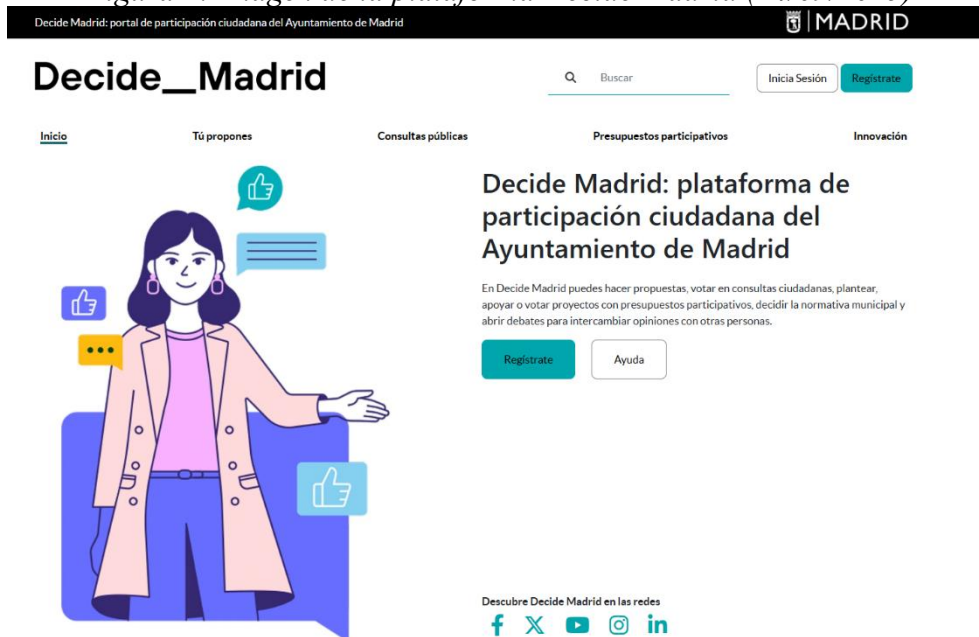 Decide Madrid: portal de participación ciudadana del Ayuntamiento de Madrid
MADRID
Decide__Madrid
Buscar
Inicia Sesión
Regístrate
Inicio
Tú propones
Consultas públicas
Presupuestos participativos
Innovación
Decide Madrid: plataforma de
participación ciudadana del
Ayuntamiento de Madrid
En Decide Madrid puedes hacer propuestas, votar en consultas ciudadanas, plantear,
apoyar o votar proyectos con presupuestos participativos, decidir la normativa municipal y
abrir debates para intercambiar opiniones con otras personas.
Regístrate
Ayuda
Descubre Decide Madrid en las redes